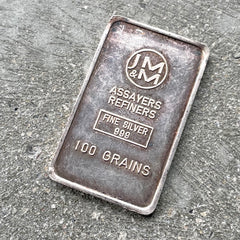 JM
&M
ASSAYERS
REFINERS
FINE SILVER
999
100 GRAINS